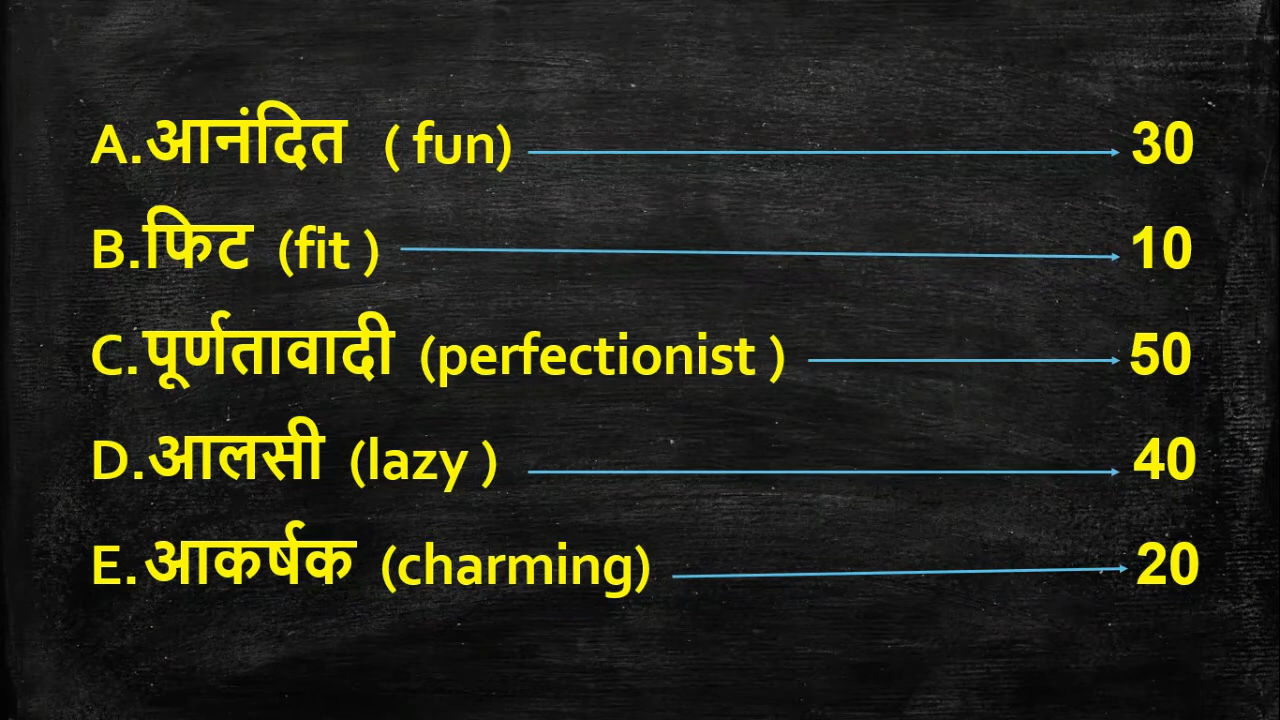 A.आनंदित ( fun) 30
B.फिट (fit ) 10
C.पूर्णतावादी (perfectionist ) 50
D.आलसी (lazy ) 40
E.आकर्षक (charming) 20